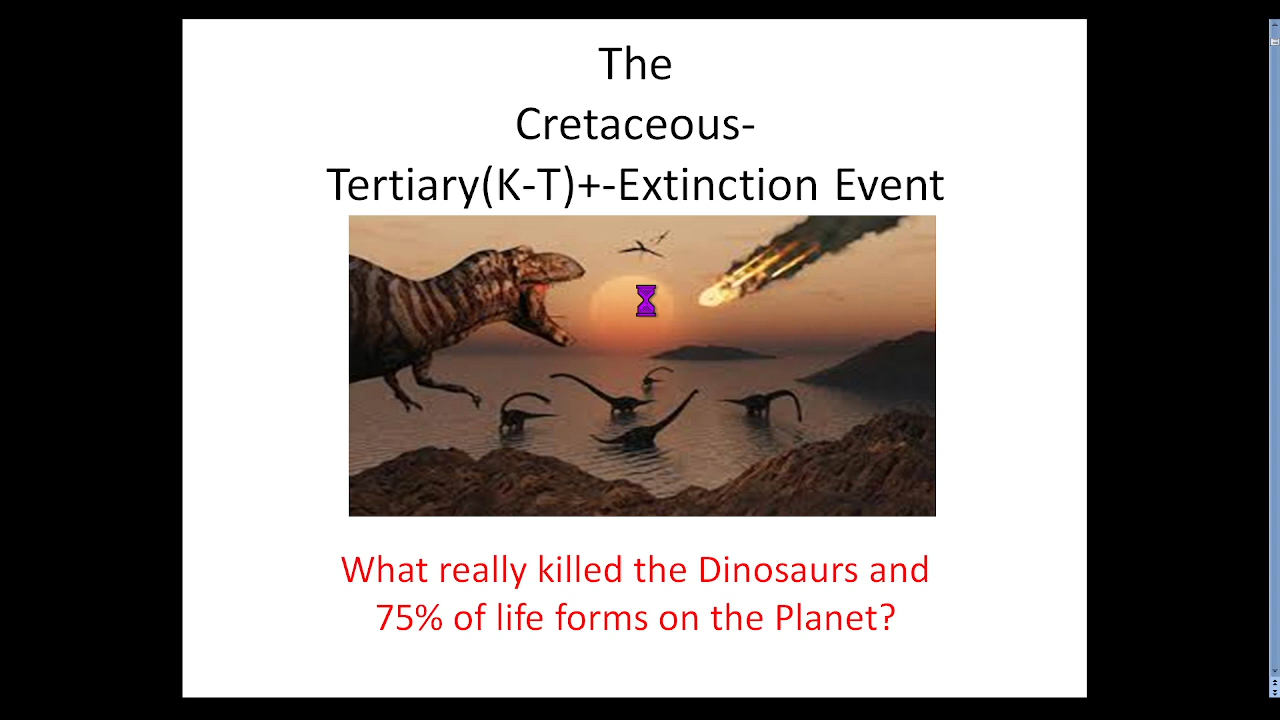 The
Cretaceous-
Tertiary(K-T)+-Extinction Event
What really killed the Dinosaurs and
75% of life forms on the Planet?